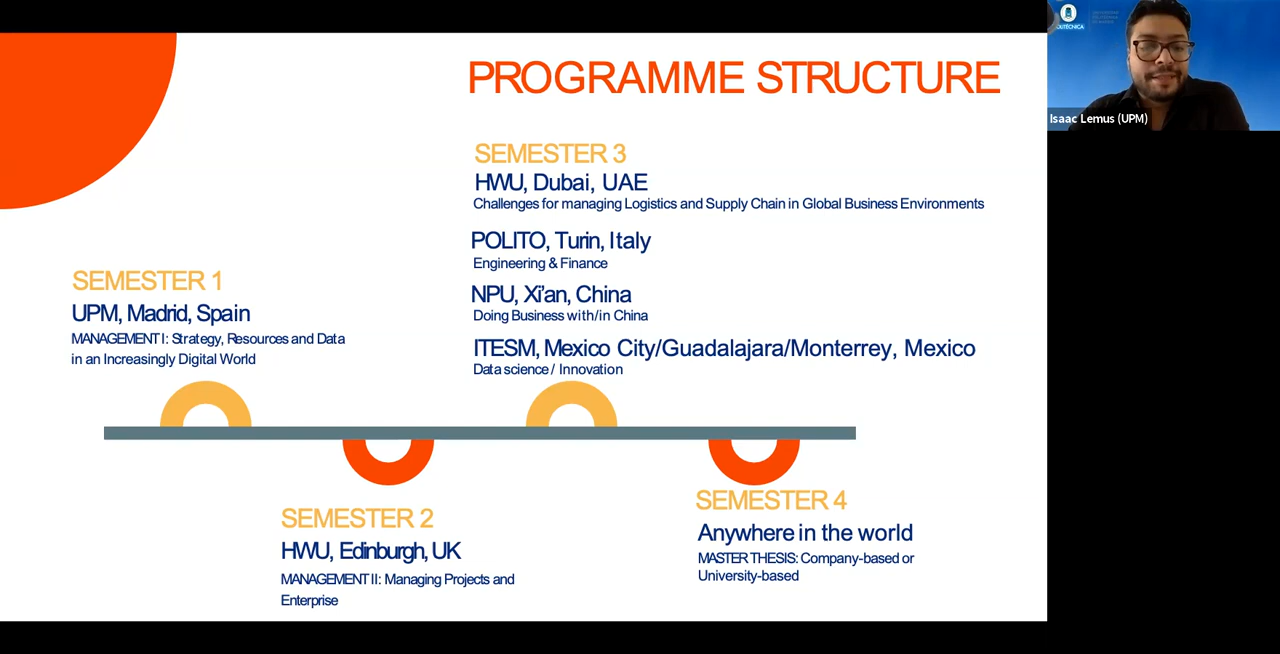 PROGRAMME STRUCTURE
SEMESTER 1
UPM, Madrid, Spain
MANAGEMENT I: Strategy, Resources and Data
in an Increasingly Digital World
SEMESTER 2
HWU, Edinburgh, UK
MANAGEMENT II: Managing Projects and
Enterprise
SEMESTER 3
HWU, Dubai, UAE
Challenges for managing Logistics and Supply Chain in Global Business Environments
POLITO, Turin, Italy
Engineering & Finance
NPU, Xi'an, China
Doing Business with/in China
ITESM, Mexico City/Guadalajara/Monterrey, Mexico
Data science / Innovation
SEMESTER 4
Anywhere in the world
MASTER THESIS: Company-based or
University-based
Isaac Lemus (UPM)